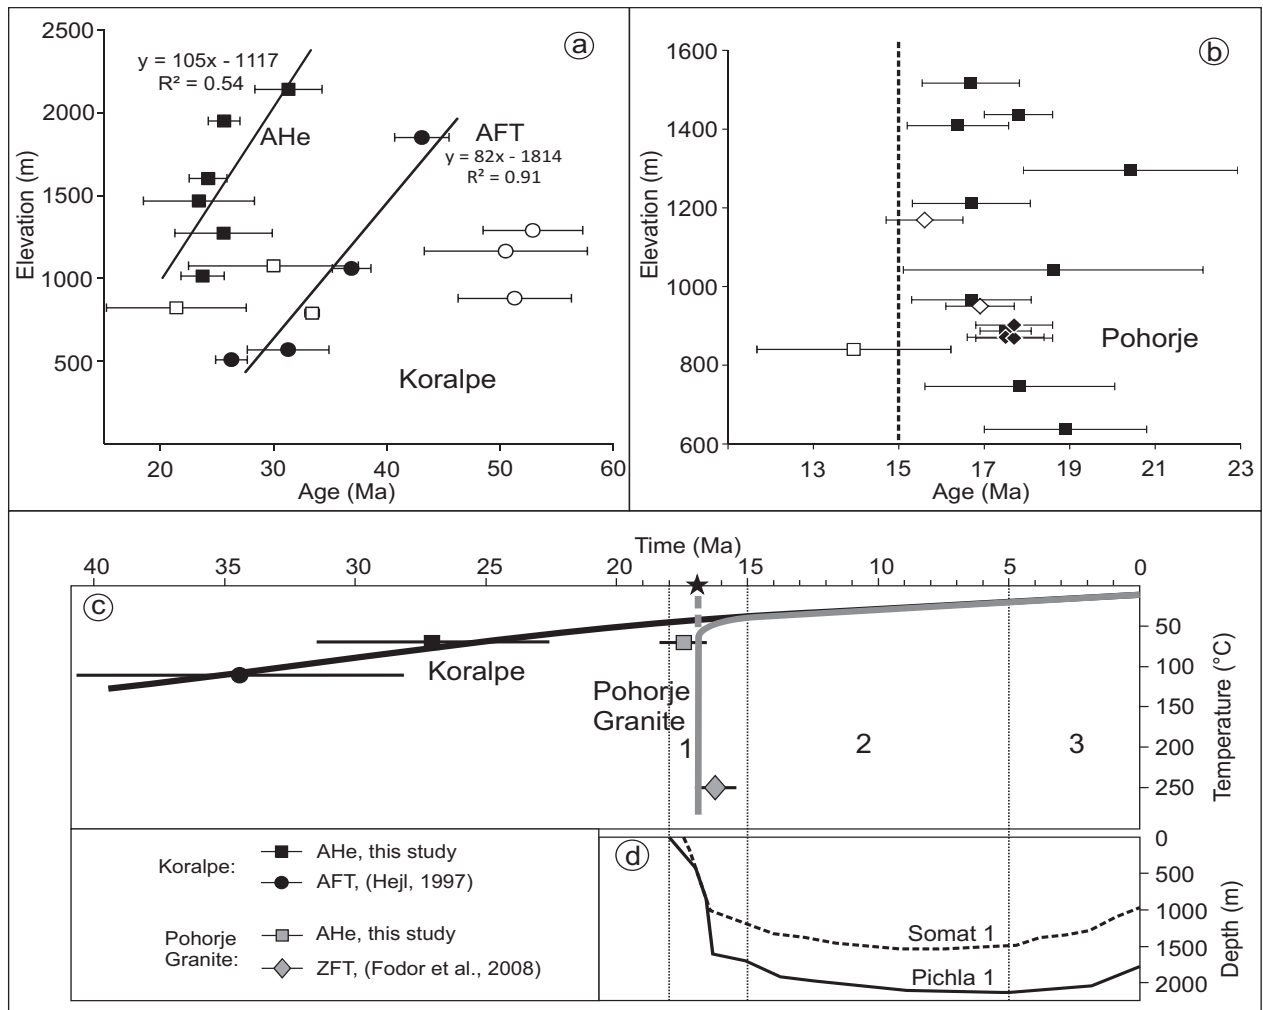 2500
2000
1500
1000
500
Elevation (m)
y = 105x - 1117
R² = 0.54
AHe
AFT
y = 82x - 1814
R² = 0.91
a
Koralpe
20 30 40 50 60
Age (Ma)
1600
1400
1200
1000
800
600
Elevation (m)
b
Pohorje
13 15 17 19 21 23
Age (Ma)
Time (Ma)
40 35 30 25 20 15 10 5 0
c
Koralpe
Pohorje
Granite
1 2 3
50
100
150
200
250
Temperature (°C)
Koralpe:
AHe, this study
AFT, (Hejl, 1997)
Pohorje
Granite:
AHe, this study
ZFT, (Fodor et al., 2008)
d
Somat 1
Pichla 1
0
500
1000
1500
2000
Depth (m)